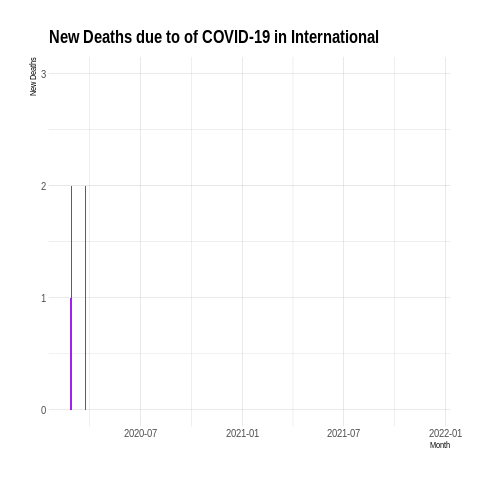 New Deaths due to of COVID-19 in International
New Deaths
3
2
1
0
2020-07
2021-01
2021-07
2022-01
Month